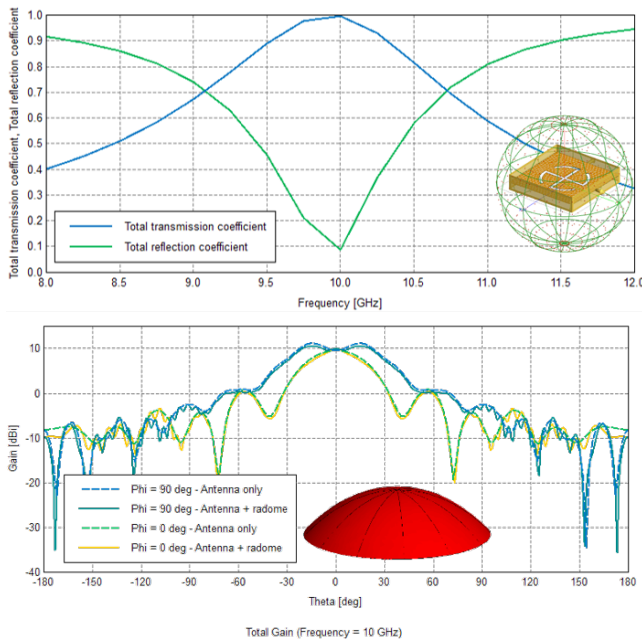 Total transmission coefficient, Total reflection coefficient
1.0
0.9
0.8
0.7
0.6
0.5
0.4
0.3
0.2
0.1
0.0
Total transmission coefficient
Total reflection coefficient
8.0 8.5 9.0 9.5 10.0 10.5 11.0 11.5 12.0
Frequency [GHz]
Gain [dBi]
10
0
-10
-20
-30
-40
Phi = 90 deg - Antenna only
Phi = 90 deg - Antenna + radome
Phi = 0 deg - Antenna only
Phi = 0 deg - Antenna + radome
-180 -150 -120 -90 -60 -30 0 30 60 90 120 150 180
Theta [deg]
Total Gain (Frequency = 10 GHz)